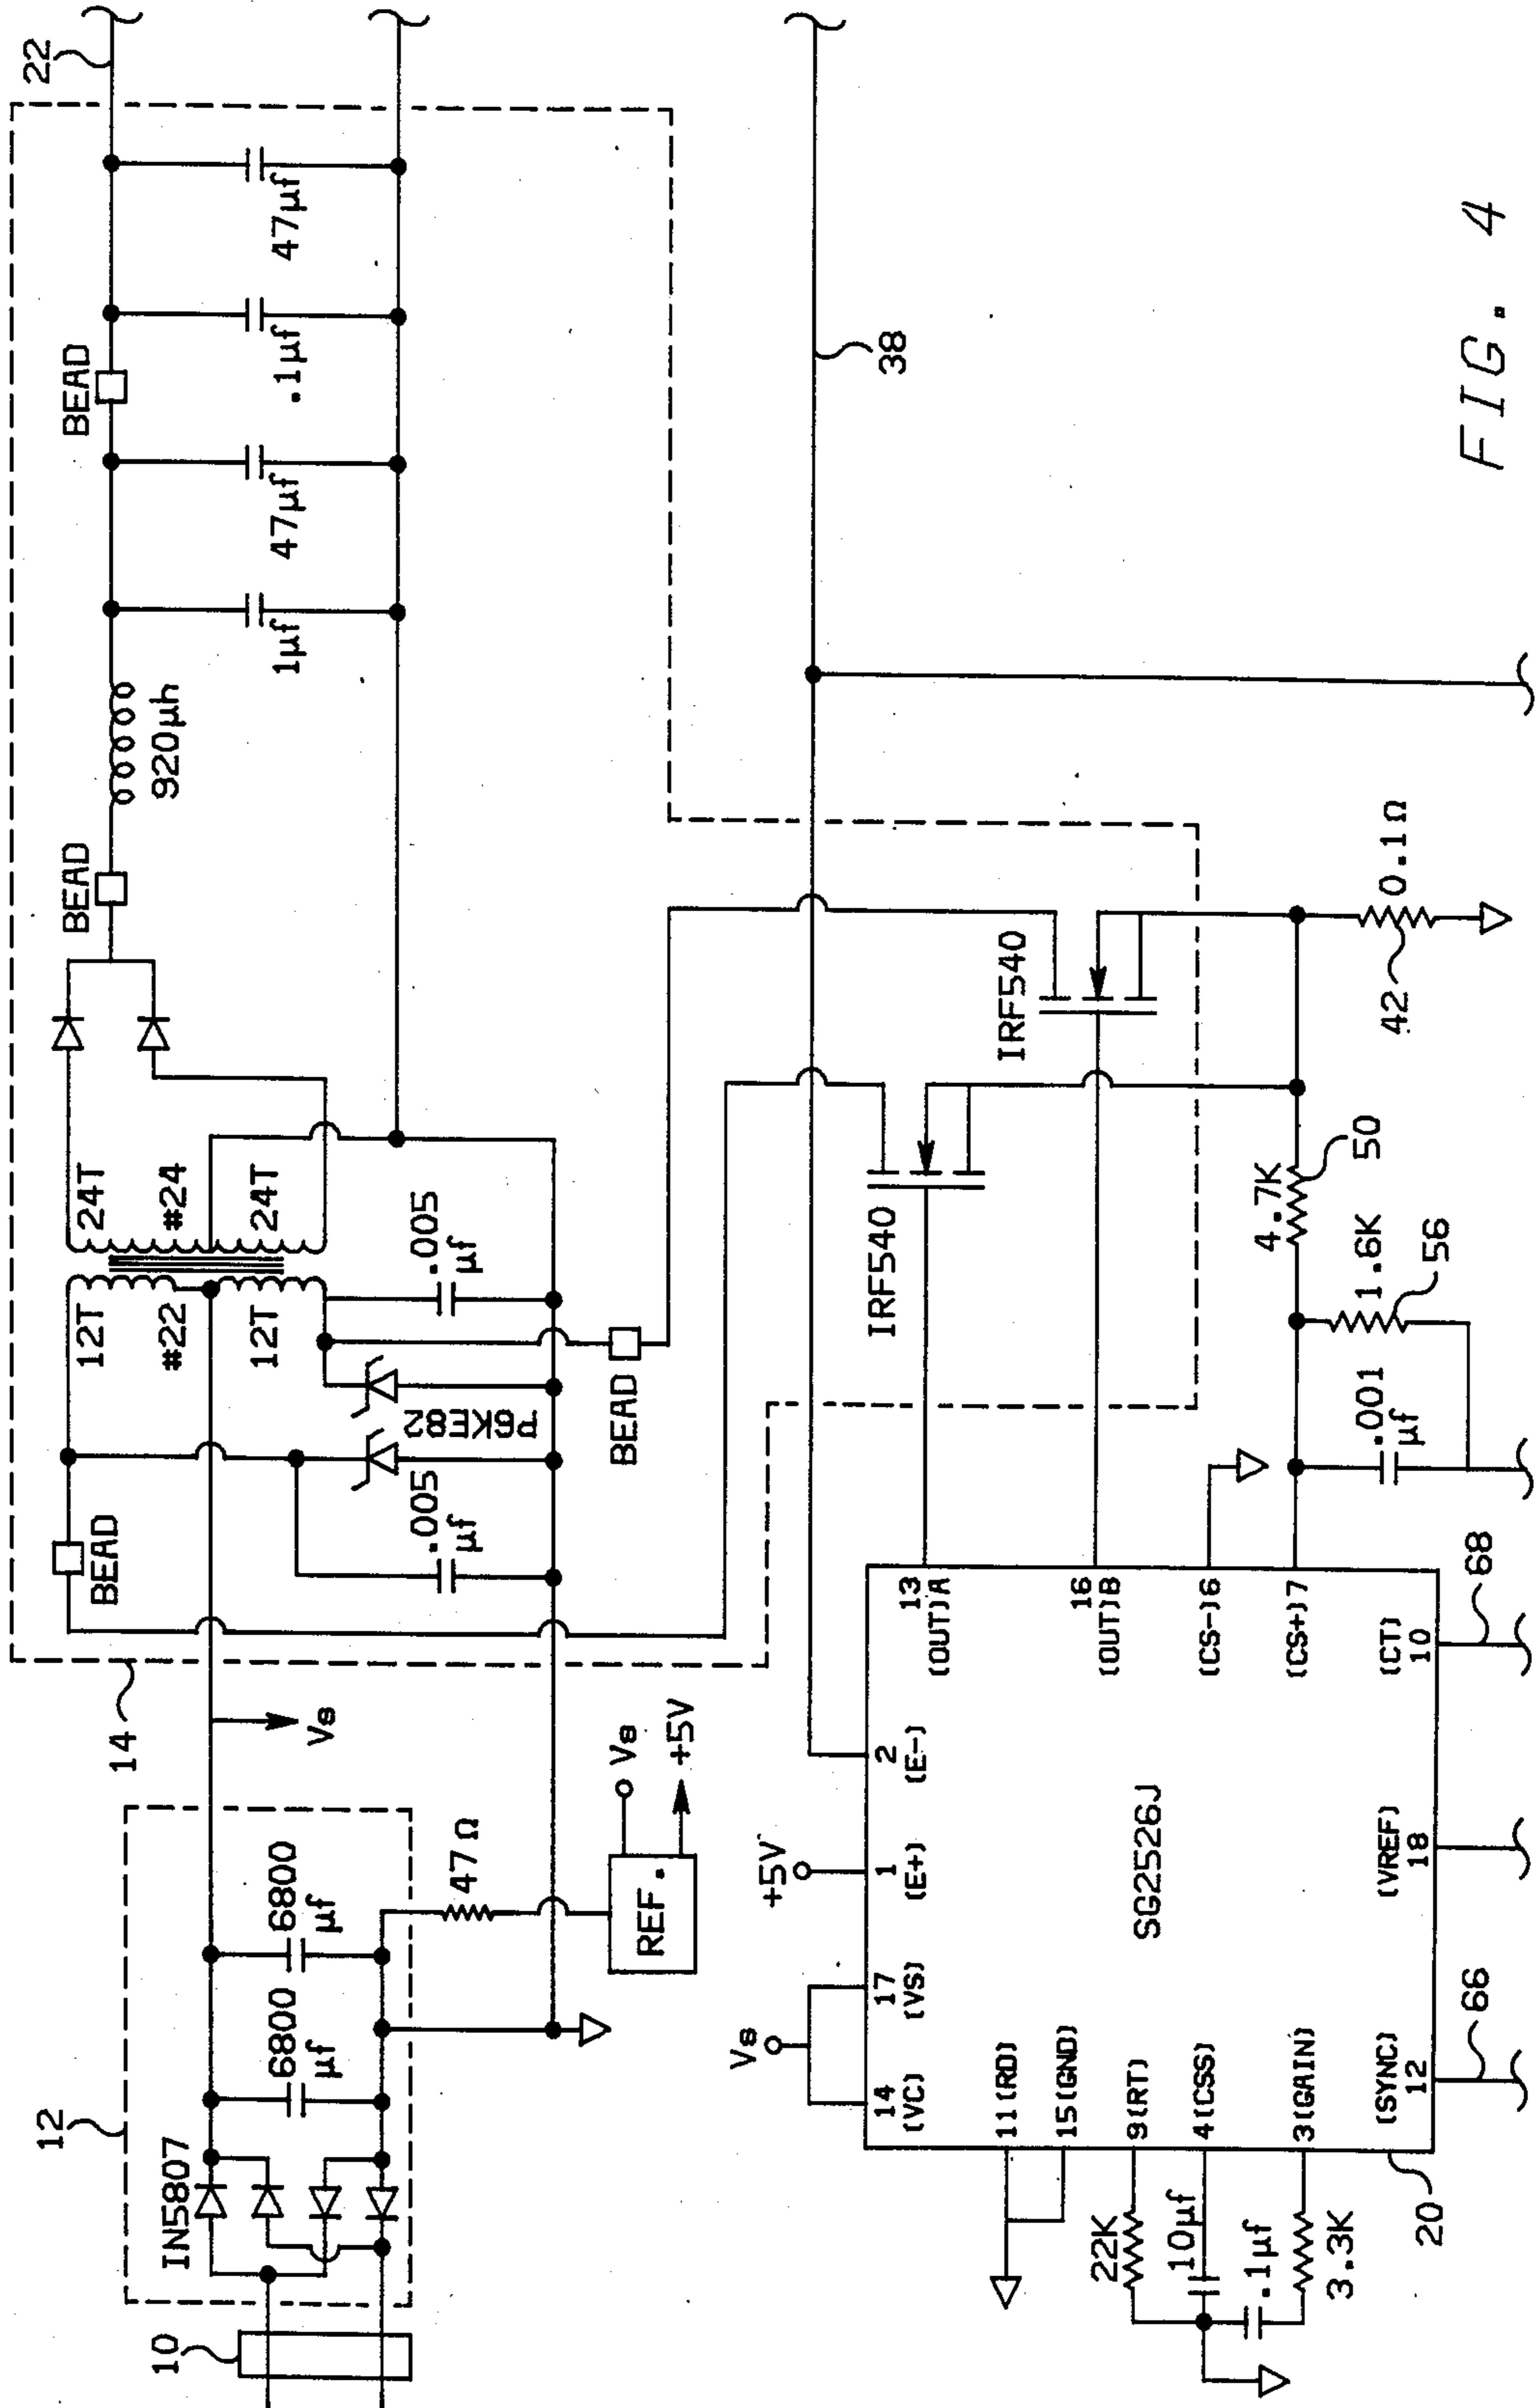 10
12
IN5807
6800
µf
6800
µf
47Ω
REF.
Vs
+5V
14
Vs
BEAD
12T
#22
12T
24T
#24
24T
.005
µf
P6KE82
.005
µf
BEAD
BEAD
920µh
1µf
47µf
BEAD
.1µf
47µf
22
38
IRF540
IRF540
Vs
+5V
14
(VC)
17
(VS)
1
(E+)
2
(E-)
11(RD)
15(GND)
9(RT)
4(CSS)
3(GAIN)
SG2526J
13
(OUT)A
16
(OUT)B
(CS-)6
(CS+)7
(SYNC)
12
(VREF)
18
(CT)
10
22K
10µf
.1µf
3.3K
20
66
68
.001
µf
1.6K
56
4.7K
50
42
0.1Ω
FIG. 4